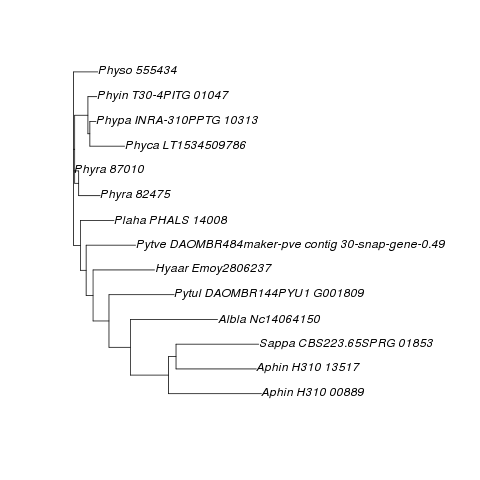 Physo 555434
Phyin T30-4PITG 01047
Phypa INRA-310PPTG 10313
Phyca LT1534509786
Phyra 87010
Phyra 82475
Plaha PHALS 14008
Pytve DAOMBR484maker-pve contig 30-snap-gene-0.49
Hyaar Emoy2806237
Pytul DAOMBR144PYU1 G001809
Albla Nc14064150
Sappa CBS223.65SPRG 01853
Aphin H310 13517
Aphin H310 00889